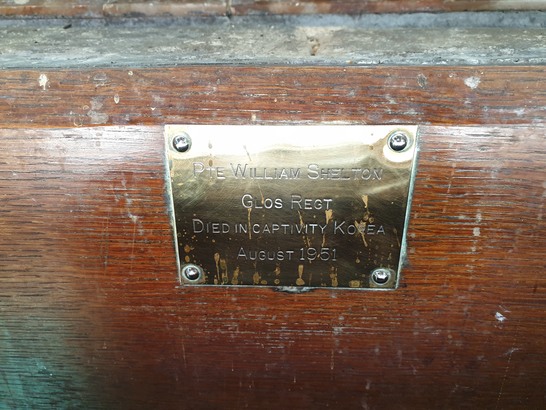 Pte William Shelton
Glos Regt
Died in captivity Korea
August 1951